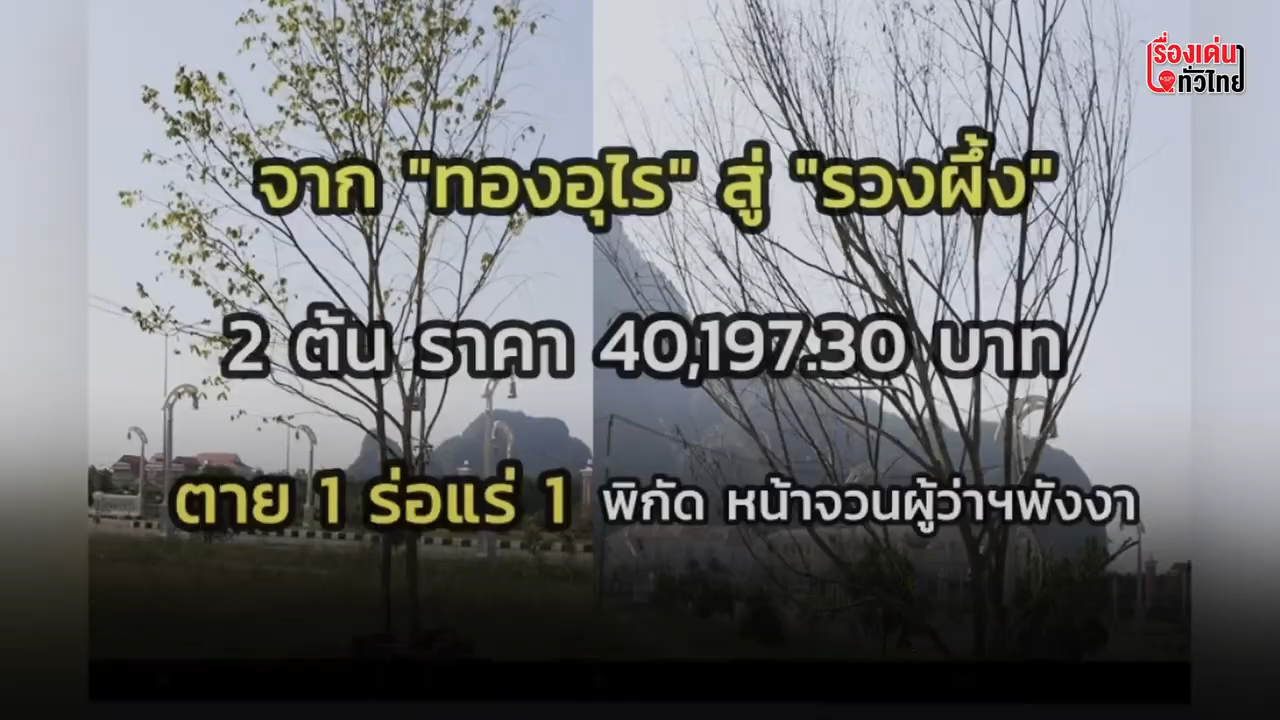 เรื่องเด่น
ทั่วไทย
จาก "ทองอุไร" สู่ "รวงผึ้ง"
2 ต้น ราคา 40,197.30 บาท
ตาย 1 ร่อแร่ 1 พิกัด หน้าจวนผู้ว่าฯพังงา